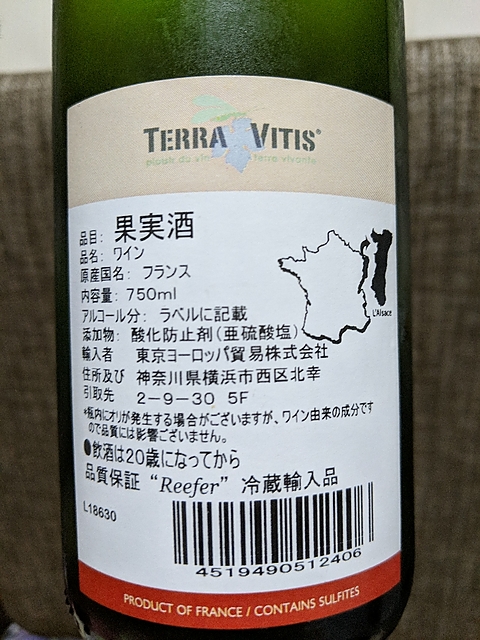 TERRA VITIS®
terre vivante
品目: 果実酒
品名: ワイン
原産国名: フランス
内容量: 750ml
アルコール分: ラベルに記載
添加物: 酸化防止剤(亜硫酸塩)
輸入者 東京ヨーロッパ貿易株式会社
住所及び 神奈川県横浜市西区北幸
引取先 2-9-30 5F
*瓶内にオリが発生する場合がございますが、ワイン由来の成分です
ので品質には影響ございません。
●飲酒は20歳になってから
品質保証 "Reefer" 冷蔵輸入品
L'Alsace
L18630
4519490512406
PRODUCT OF FRANCE / CONTAINS SULFITES